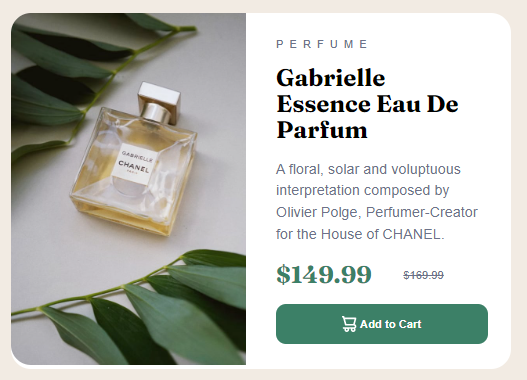 GABRIELLE
CHANEL
PARIS
PERFUME
Gabrielle
Essence Eau De
Parfum
A floral, solar and voluptuous
interpretation composed by
Olivier Polge, Perfumer-Creator
for the House of CHANEL.
$149.99 $169.99
Add to Cart